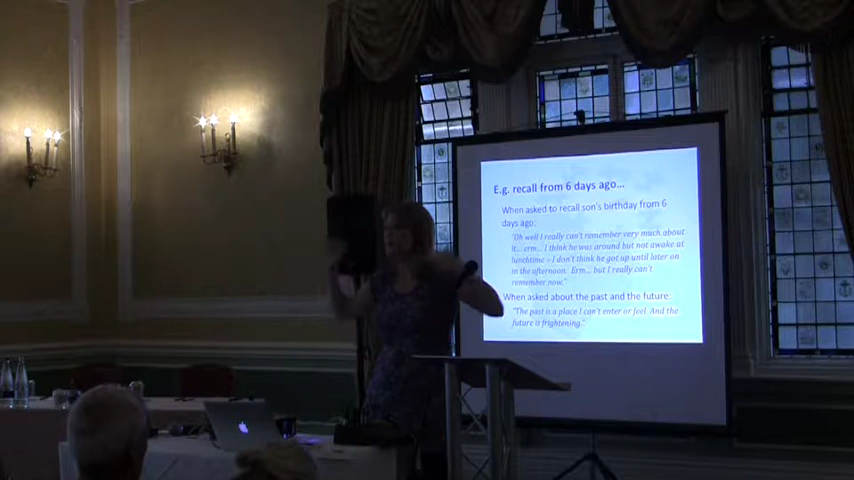 E.g. recall from 6 days ago...
When asked to recall son's birthday from 6
days ago:
"Oh well I really can't remember very much about
it... erm... I think he was around but not awake at
lunchtime – I don't think he got up until later on
in the afternoon. Erm... but I really can't
remember now."
When asked about the past and the future:
"The past is a place I can't enter or feel. And the
future is frightening."